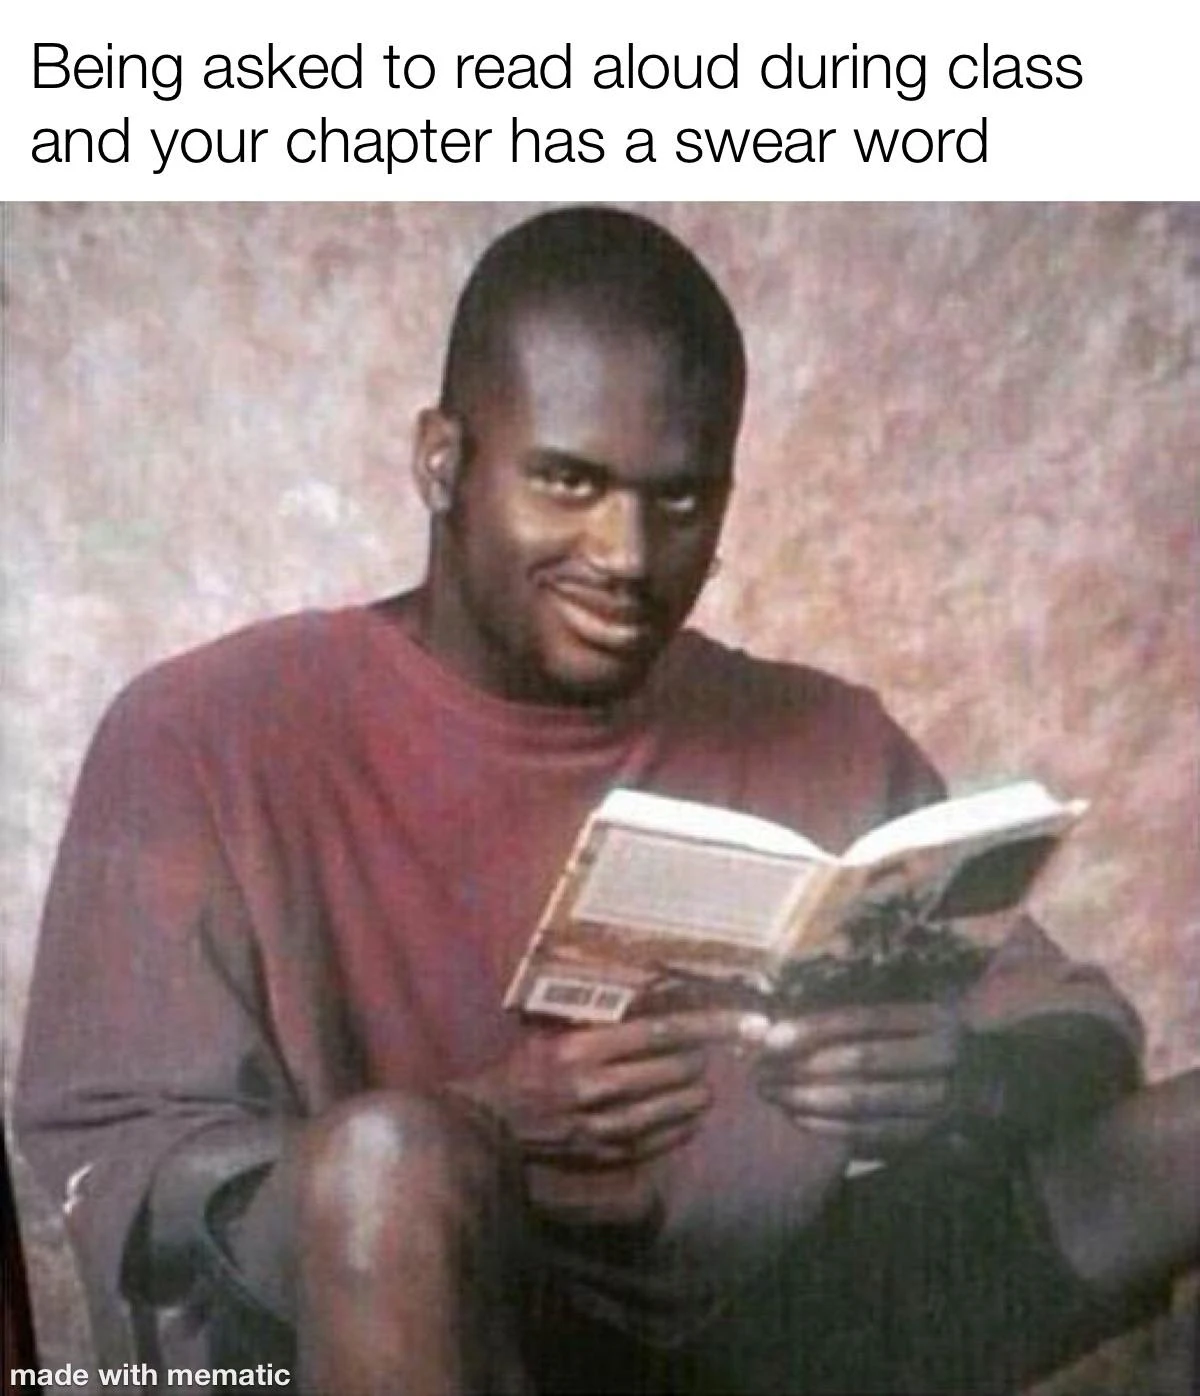 Being asked to read aloud during class
and your chapter has a swear word
made with mematic